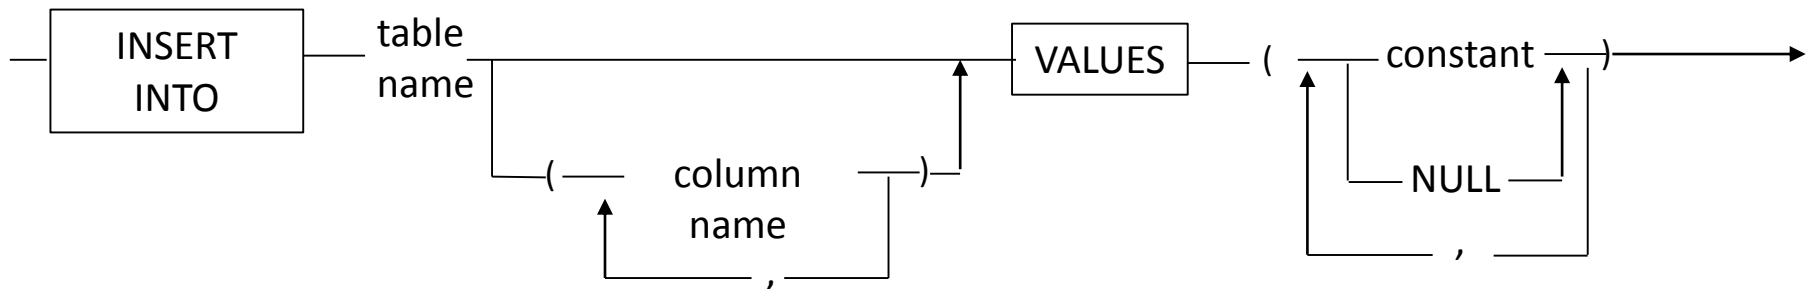 INSERT
INTO
table
name
VALUES
( constant )
( column )
name
NULL
,
,